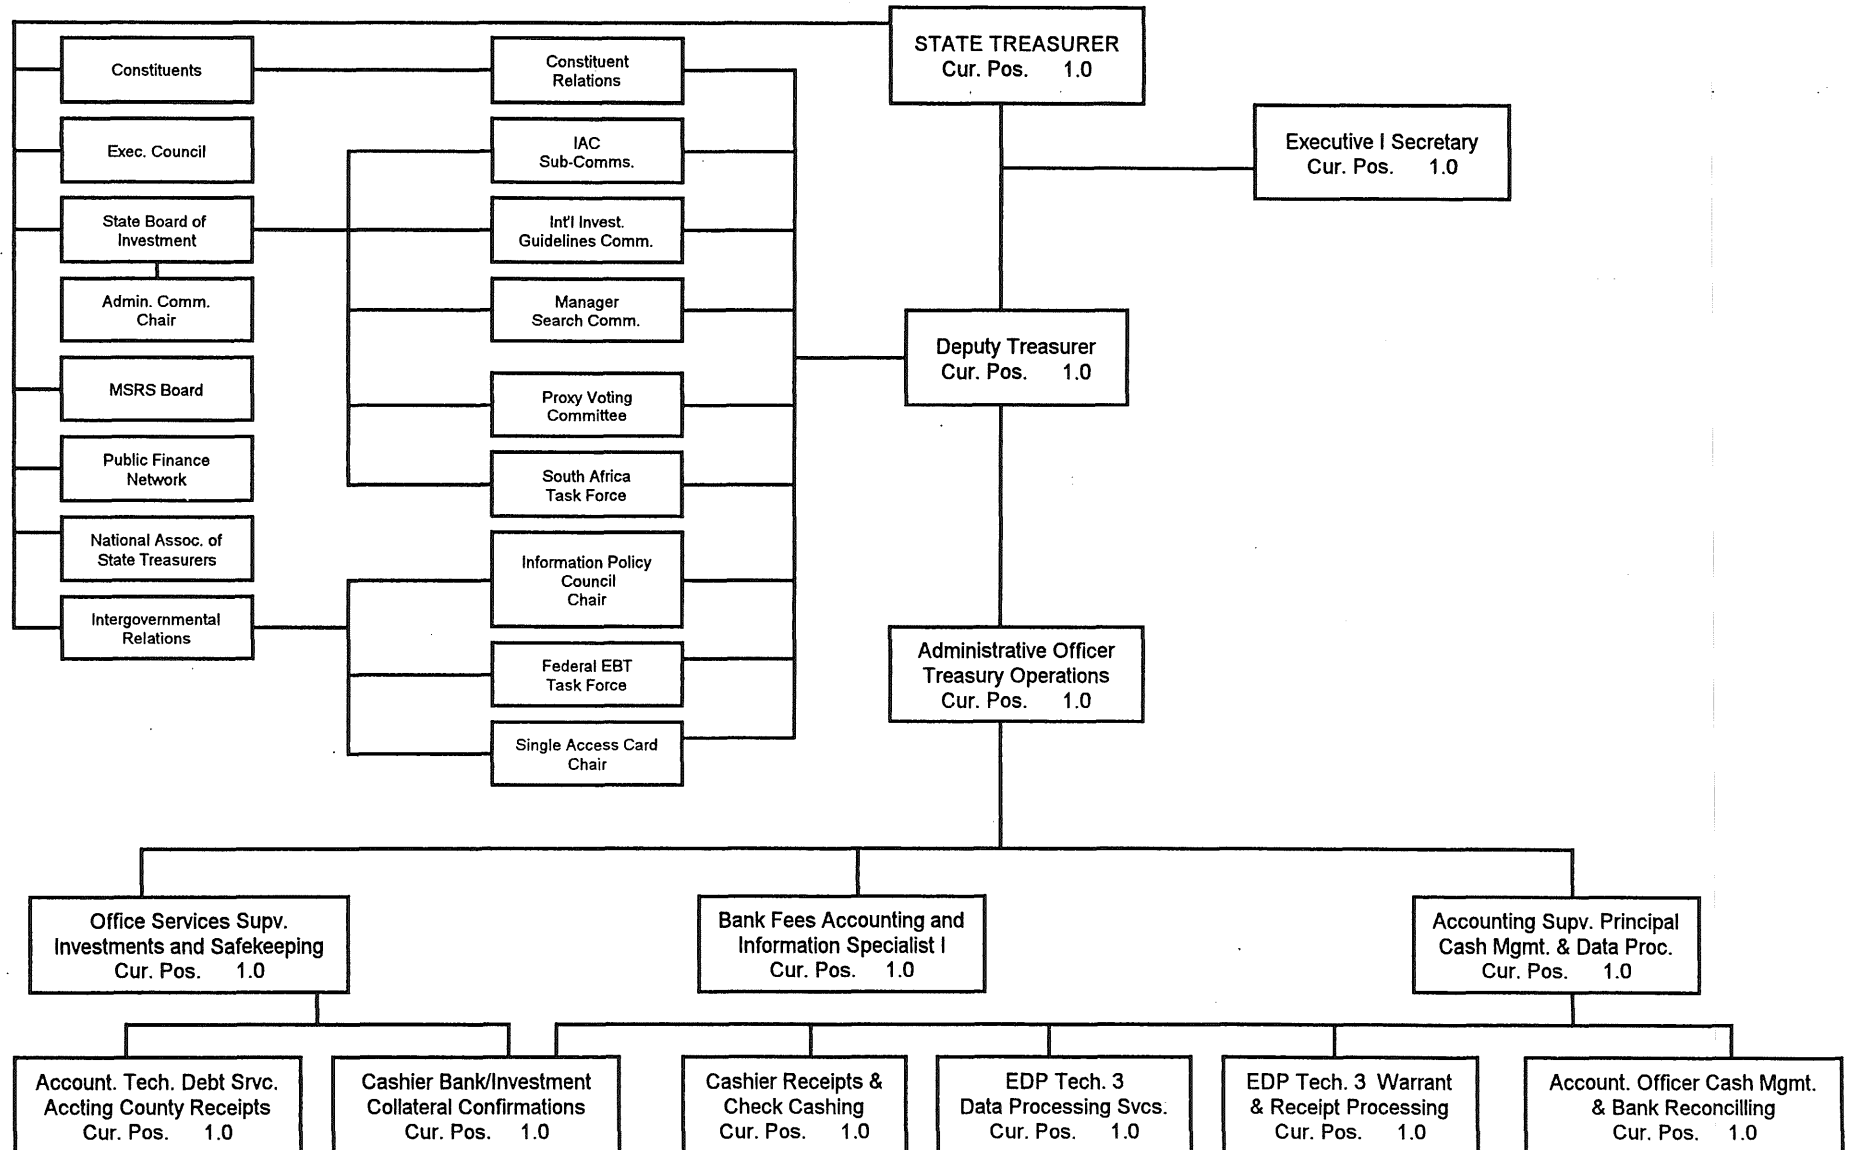 STATE TREASURER
Cur. Pos. 1.0
Executive I Secretary
Cur. Pos. 1.0
Constituents
Constituent
Relations
Exec. Council
IAC
Sub-Comms.
State Board of
Investment
Int'l Invest.
Guidelines Comm.
Admin. Comm.
Chair
Manager
Search Comm.
Deputy Treasurer
Cur. Pos. 1.0
MSRS Board
Proxy Voting
Committee
Public Finance
Network
South Africa
Task Force
National Assoc. of
State Treasurers
Information Policy
Council
Chair
Intergovernmental
Relations
Federal EBT
Task Force
Administrative Officer
Treasury Operations
Cur. Pos. 1.0
Single Access Card
Chair
Office Services Supv.
Investments and Safekeeping
Cur. Pos. 1.0
Bank Fees Accounting and
Information Specialist I
Cur. Pos. 1.0
Accounting Supv. Principal
Cash Mgmt. & Data Proc.
Cur. Pos. 1.0
Account. Tech. Debt Srvc.
Accting County Receipts
Cur. Pos. 1.0
Cashier Bank/Investment
Collateral Confirmations
Cur. Pos. 1.0
Cashier Receipts &
Check Cashing
Cur. Pos. 1.0
EDP Tech. 3
Data Processing Svcs.
Cur. Pos. 1.0
EDP Tech. 3 Warrant
& Receipt Processing
Cur. Pos. 1.0
Account. Officer Cash Mgmt.
& Bank Reconcilling
Cur. Pos. 1.0